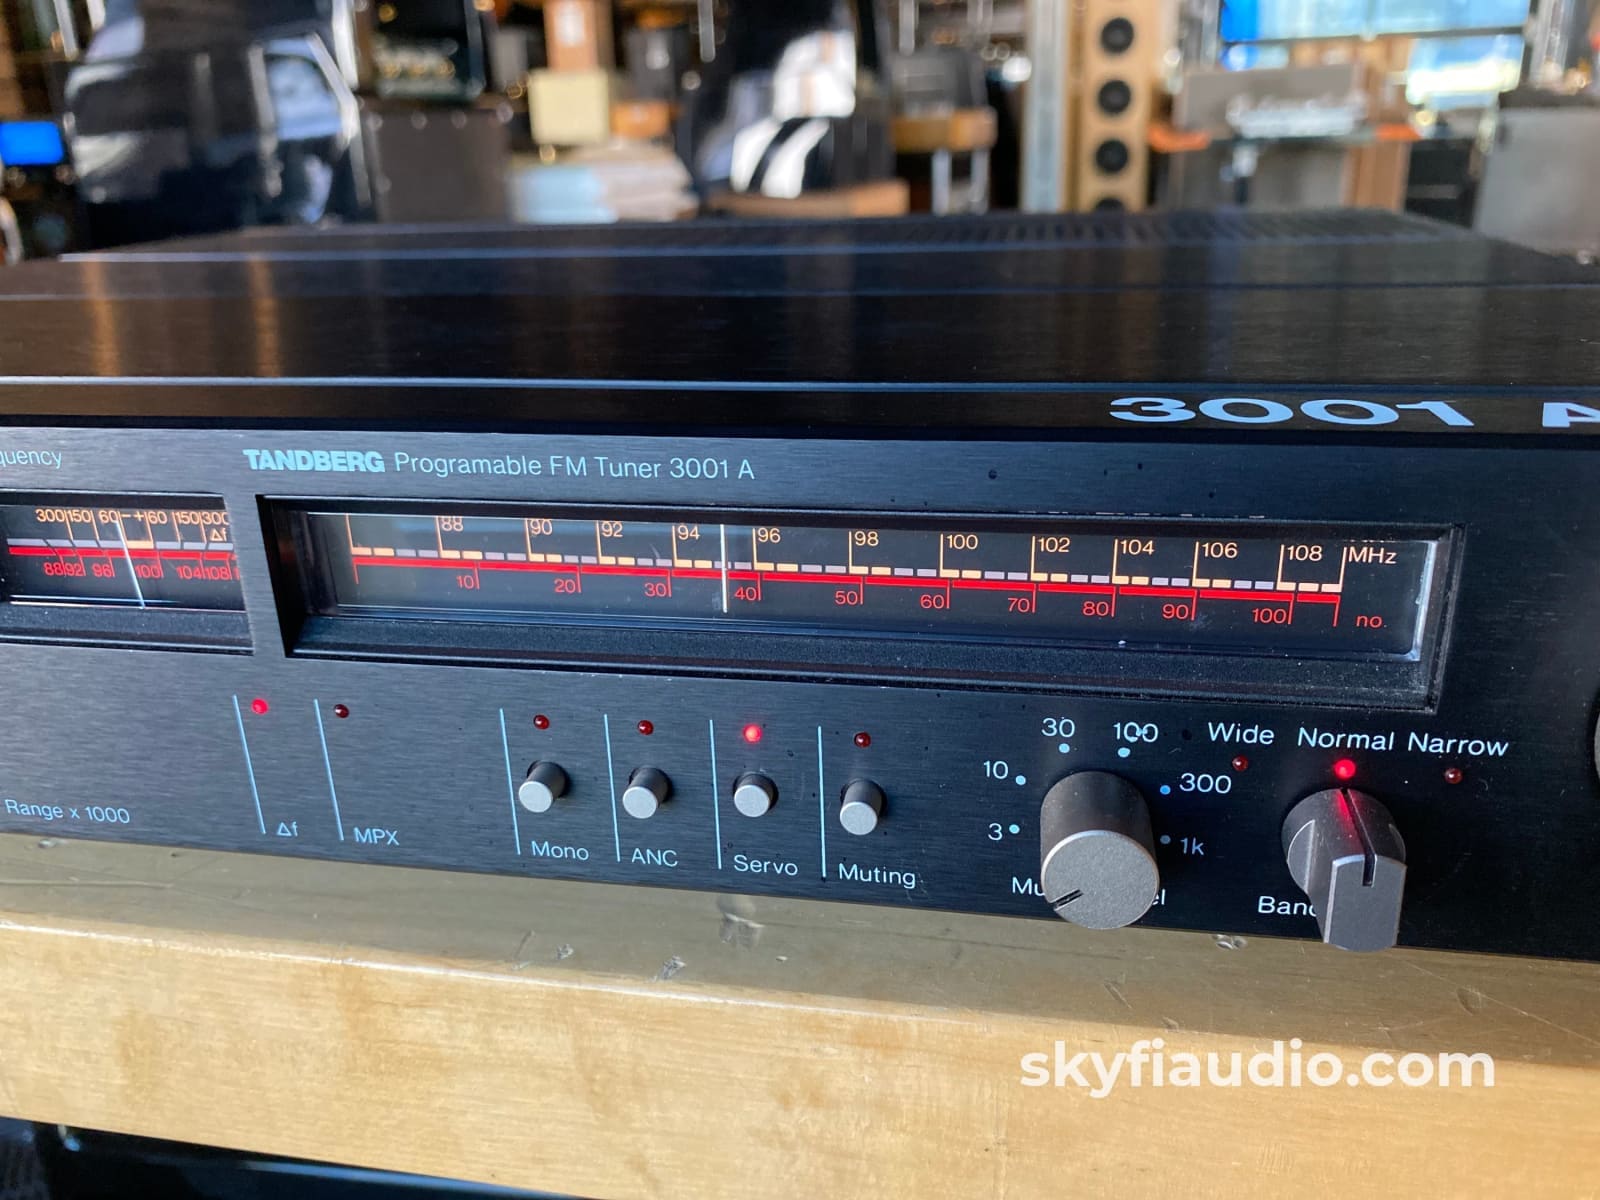 3001 A
TANDBERG Programable FM Tuner 3001 A
300 150 60 - + 60 150 300
Δf
88 92 96 100 104 108
88 90 92 94 96 98 100 102 104 106 108 MHz
10 20 30 40 50 60 70 80 90 100 no.
Range x 1000
Δf
MPX
Mono
ANC
Servo
Muting
3
10
30
100
300
1k
Wide Normal Narrow
skyfiaudio.com